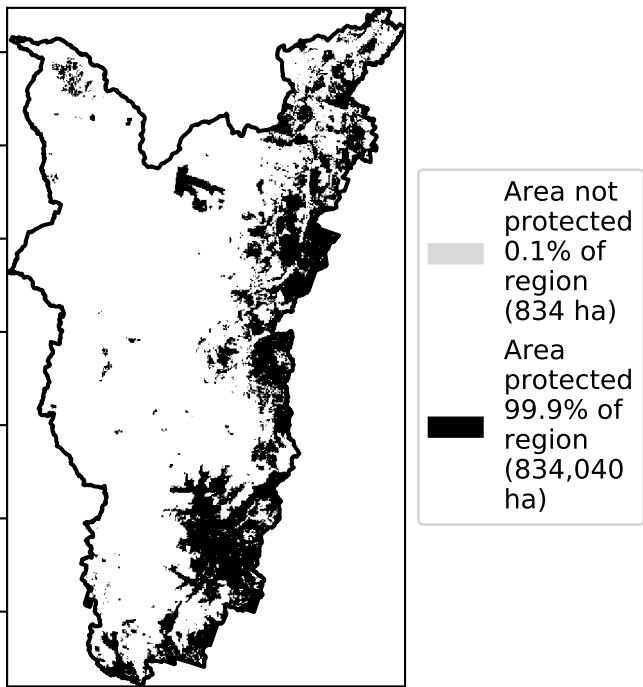 Area not
protected
0.1% of
region
(834 ha)
Area
protected
99.9% of
region
(834,040
ha)